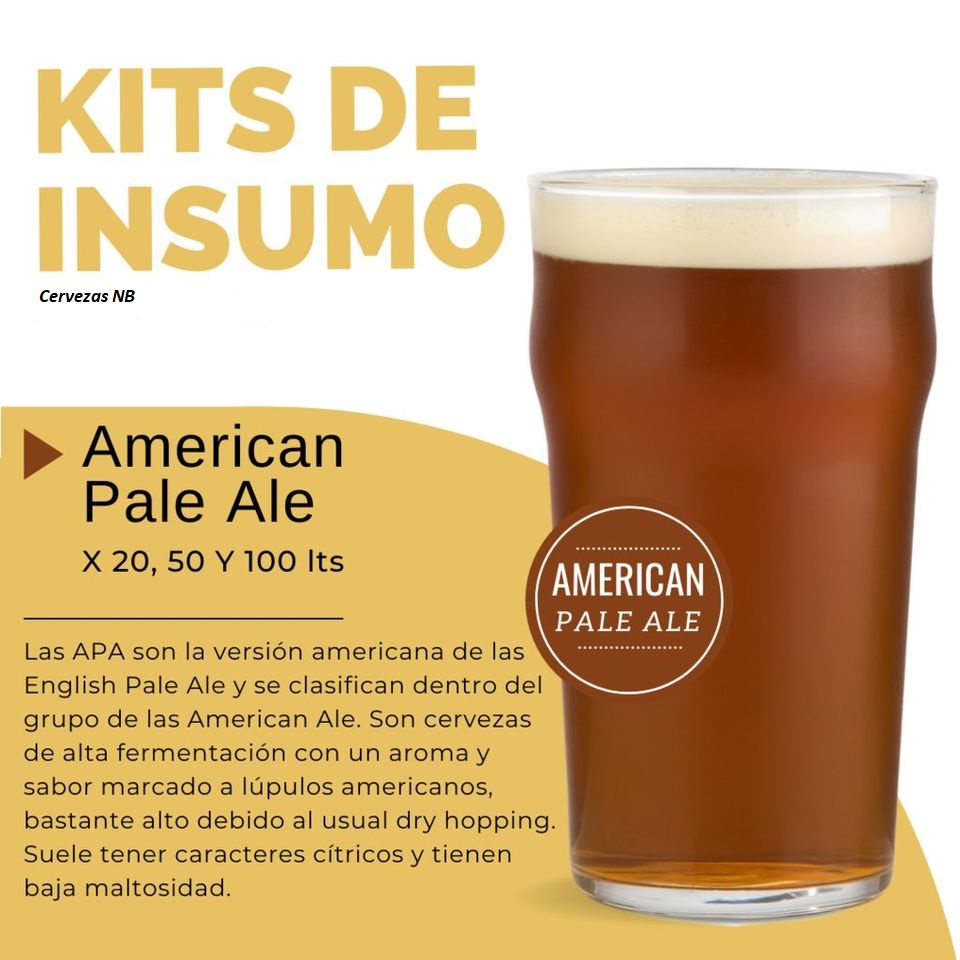 KITS DE
INSUMO
Cervezas NB
American
Pale Ale
X 20, 50 Y 100 lts
Las APA son la versión americana de las
English Pale Ale y se clasifican dentro del
grupo de las American Ale. Son cervezas
de alta fermentación con un aroma y
sabor marcado a lúpulos americanos,
bastante alto debido al usual dry hopping.
Suele tener caracteres cítricos y tienen
baja maltosidad.
AMERICAN
PALE ALE